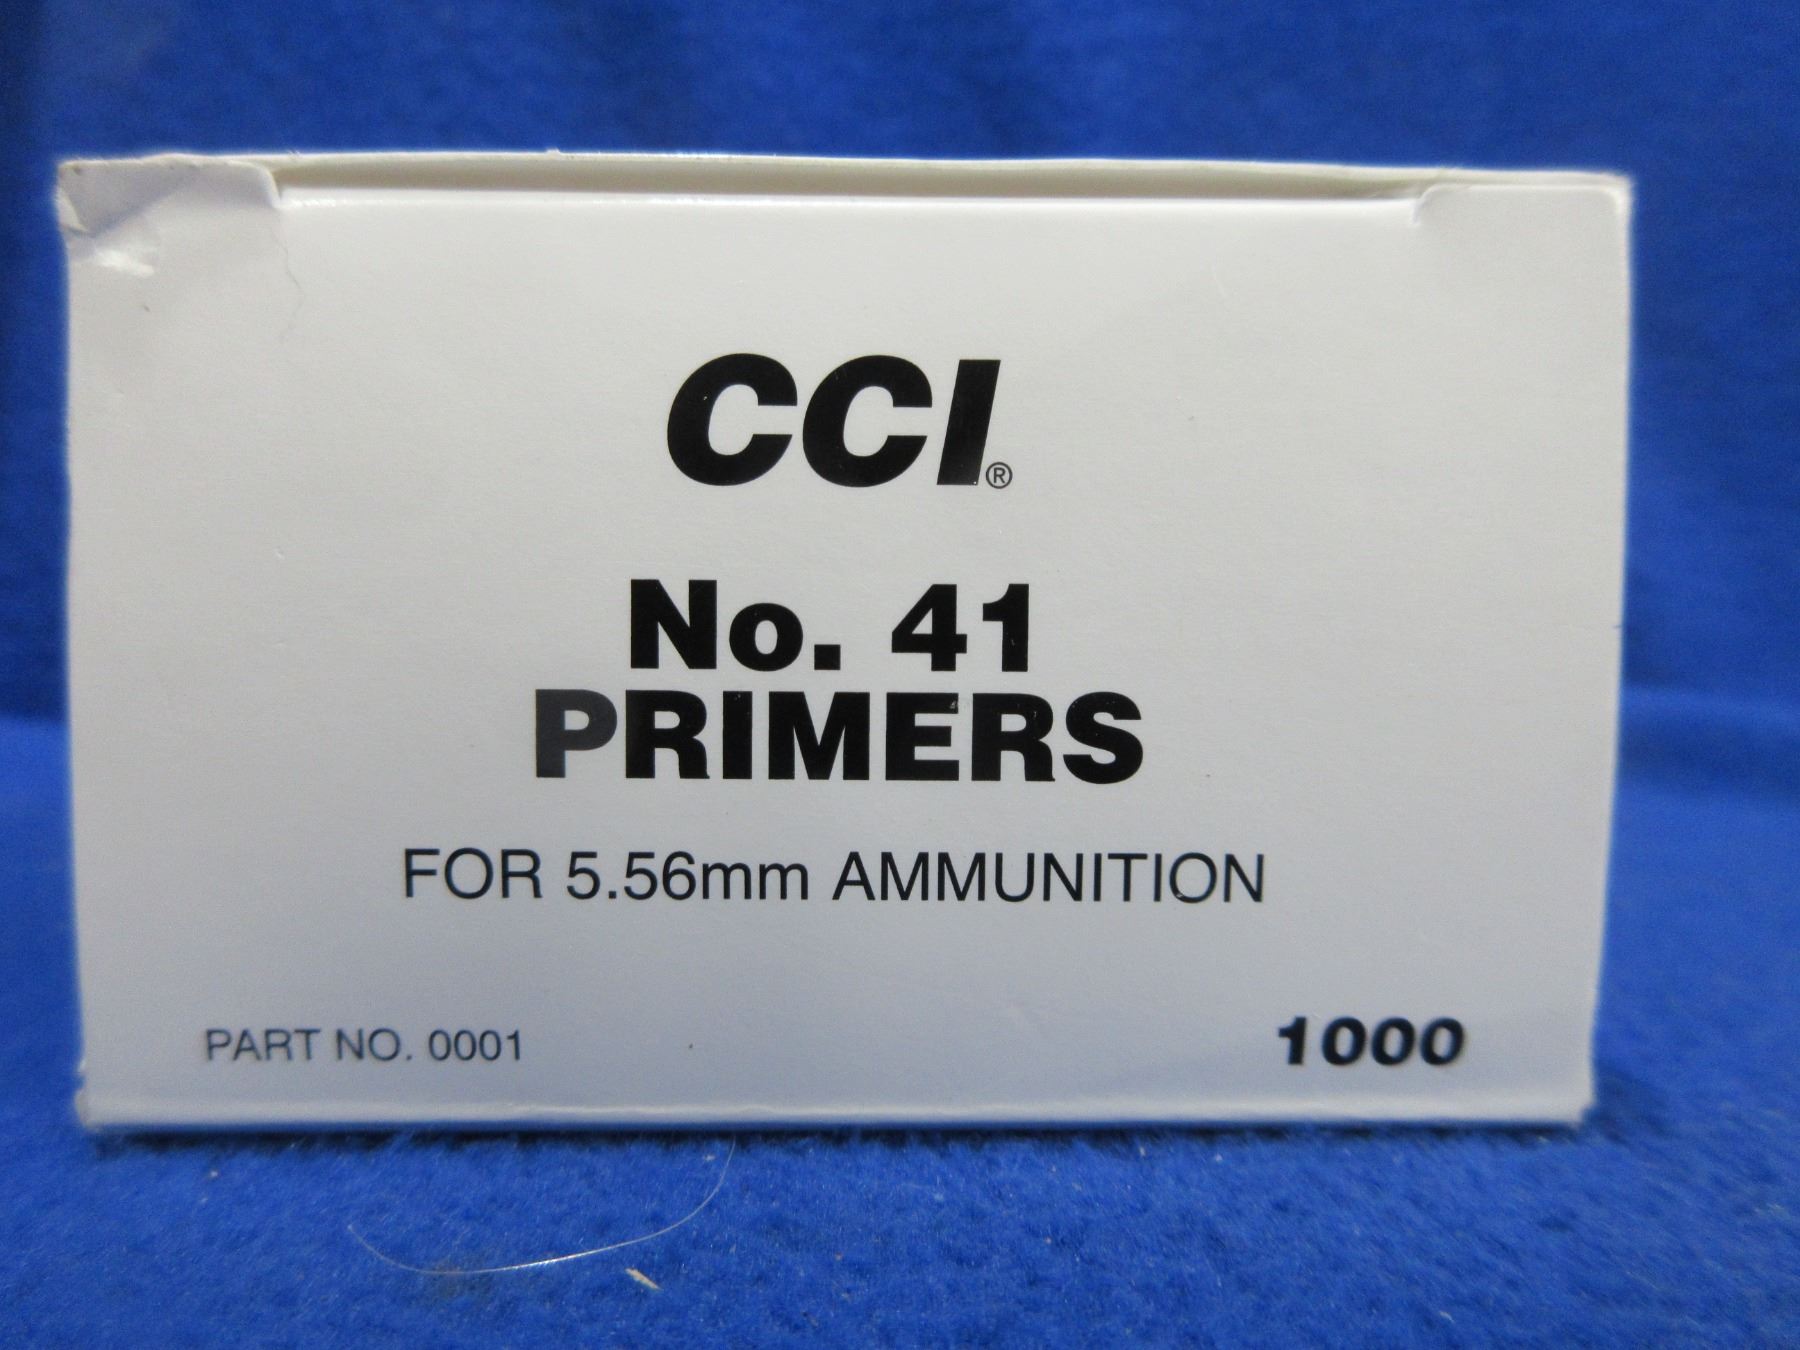 CCI®
No. 41
PRIMERS
FOR 5.56mm AMMUNITION
PART NO. 0001
1000